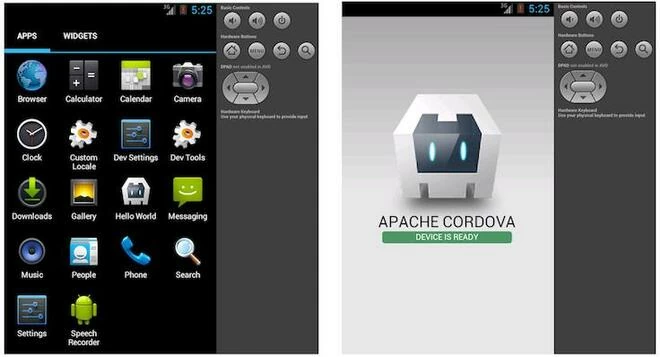 3G 5:25
APPS WIDGETS
Browser Calculator Calendar Camera
Clock Custom Locale Dev Settings Dev Tools
Downloads Gallery Hello World Messaging
Music People Phone Search
Settings Speech Recorder
Basic Controls
Hardware Buttons
MENU
DPAD not enabled in AVD
Hardware Keyboard
Use your physical keyboard to provide input
3G 5:25
APACHE CORDOVA
DEVICE IS READY
Basic Controls
Hardware Buttons
MENU
DPAD not enabled in AVD
Hardware Keyboard
Use your physical keyboard to provide input